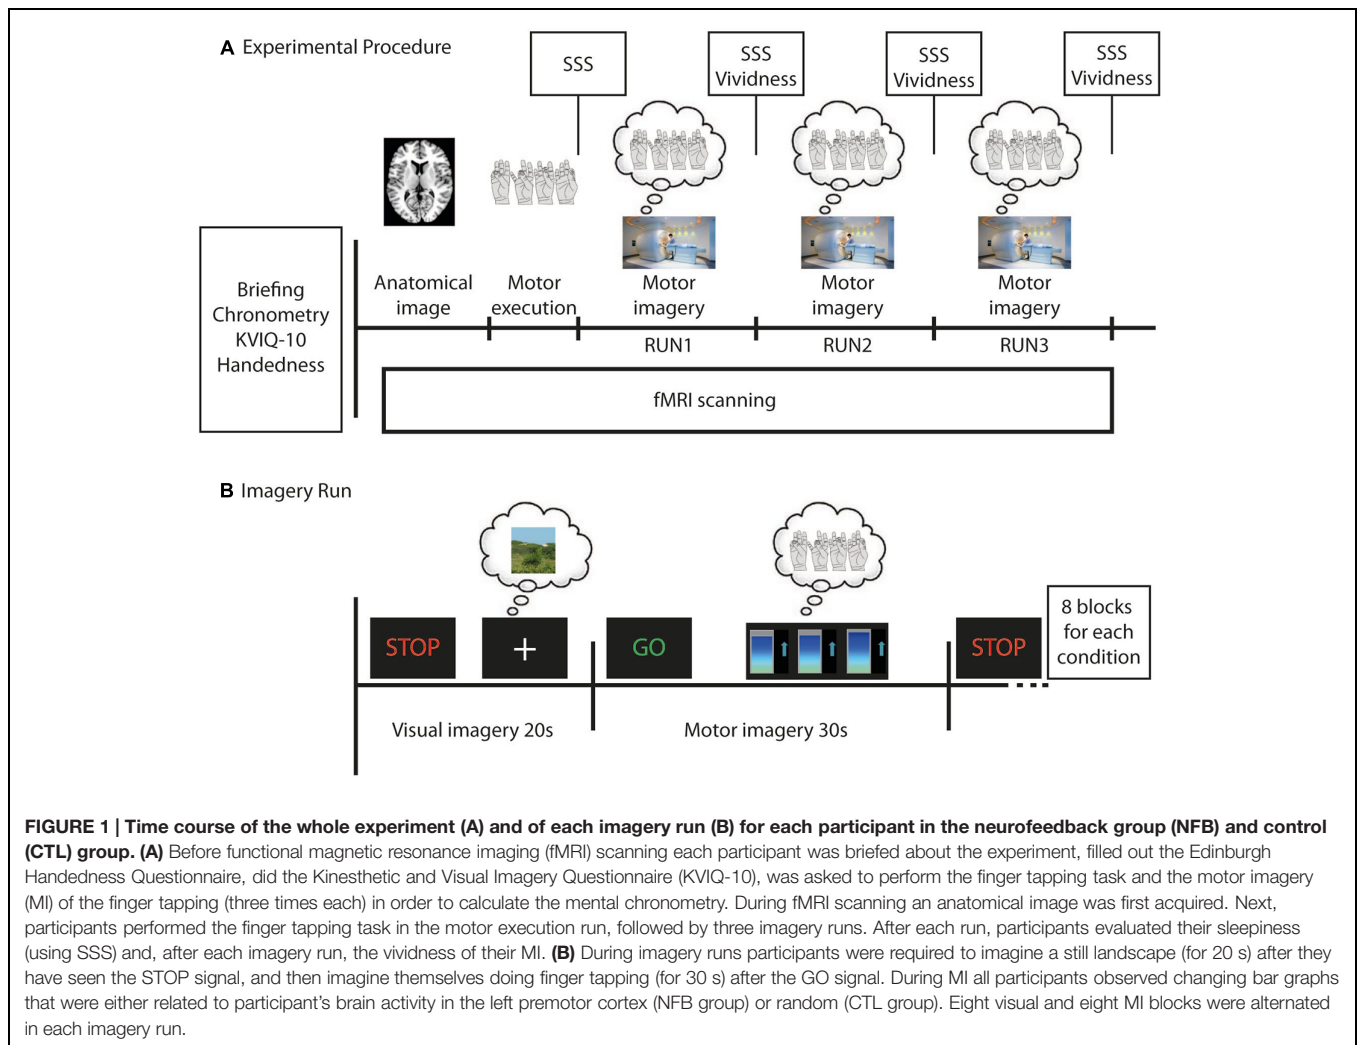 A Experimental Procedure
SSS
SSS
Vividness
SSS
Vividness
SSS
Vividness
Briefing
Chronometry
KVIQ-10
Handedness
Anatomical
image
Motor
execution
Motor
imagery
Motor
imagery
Motor
imagery
RUN1
RUN2
RUN3
fMRI scanning
B Imagery Run
STOP
+
GO
STOP
8 blocks
for each
condition
Visual imagery 20s
Motor imagery 30s
FIGURE 1 | Time course of the whole experiment (A) and of each imagery run (B) for each participant in the neurofeedback group (NFB) and control
(CTL) group. (A) Before functional magnetic resonance imaging (fMRI) scanning each participant was briefed about the experiment, filled out the Edinburgh
Handedness Questionnaire, did the Kinesthetic and Visual Imagery Questionnaire (KVIQ-10), was asked to perform the finger tapping task and the motor imagery
(MI) of the finger tapping (three times each) in order to calculate the mental chronometry. During fMRI scanning an anatomical image was first acquired. Next,
participants performed the finger tapping task in the motor execution run, followed by three imagery runs. After each run, participants evaluated their sleepiness
(using SSS) and, after each imagery run, the vividness of their MI. (B) During imagery runs participants were required to imagine a still landscape (for 20 s) after they
have seen the STOP signal, and then imagine themselves doing finger tapping (for 30 s) after the GO signal. During MI all participants observed changing bar graphs
that were either related to participant's brain activity in the left premotor cortex (NFB group) or random (CTL group). Eight visual and eight MI blocks were alternated
in each imagery run.